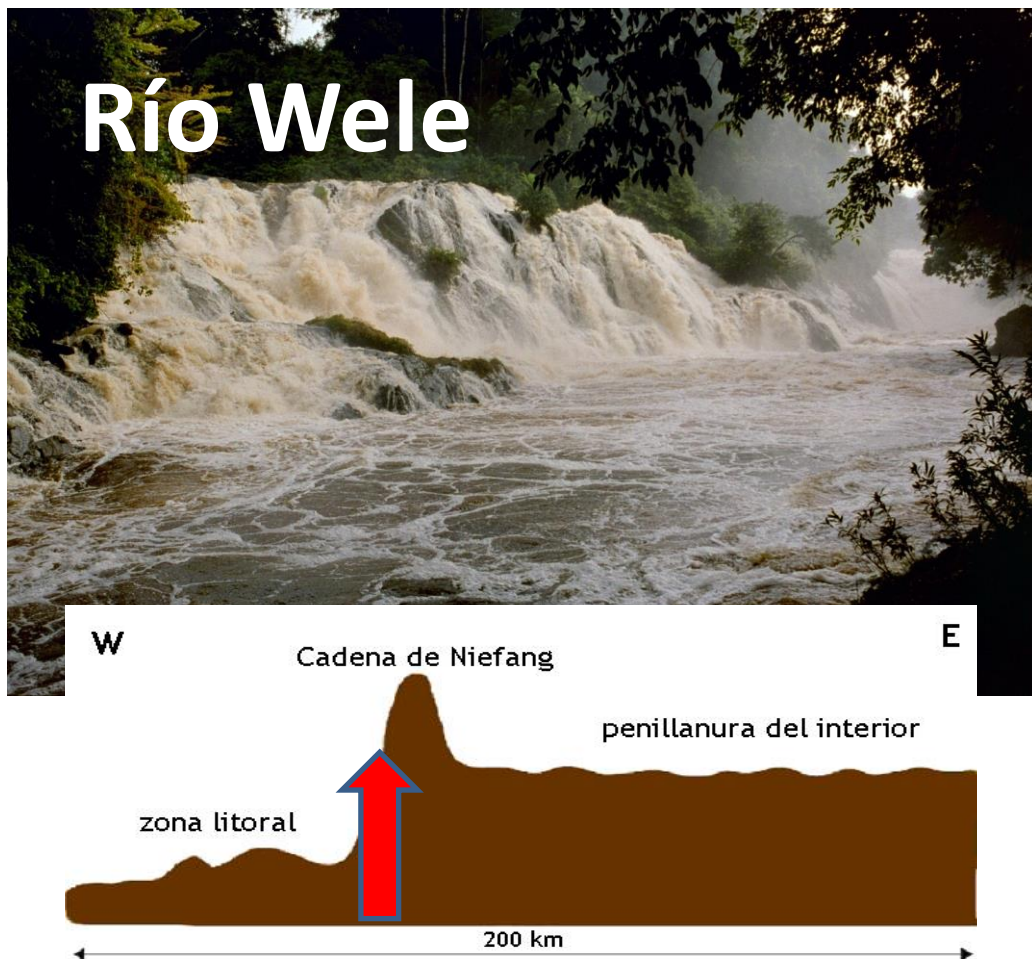 Río Wele
W
E
Cadena de Niefang
penillanura del interior
zona litoral
200 km